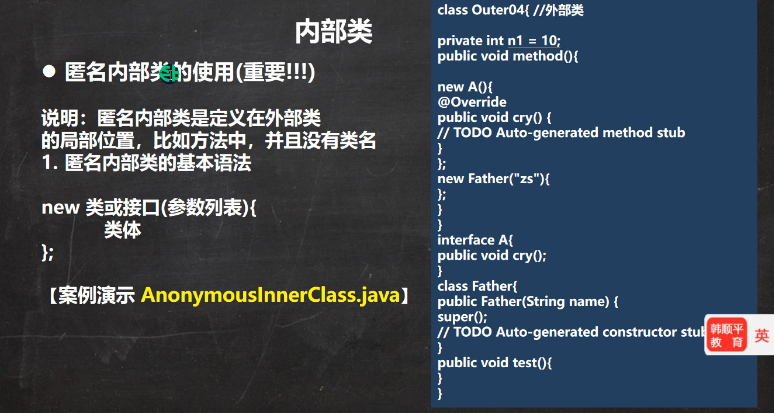 内部类
● 匿名内部类的使用(重要!!!)
说明：匿名内部类是定义在外部类
的局部位置，比如方法中，并且没有类名
1. 匿名内部类的基本语法
new 类或接口(参数列表){
类体
};
【案例演示 AnonymousInnerClass.java】
class Outer04{ //外部类
private int n1 = 10;
public void method(){
new A(){
@Override
public void cry() {
// TODO Auto-generated method stub
}
};
new Father("zs"){
};
}
}
interface A{
public void cry();
}
class Father{
public Father(String name) {
super();
// TODO Auto-generated constructor stub
}
public void test(){
}
}
韩顺平
教 育
英